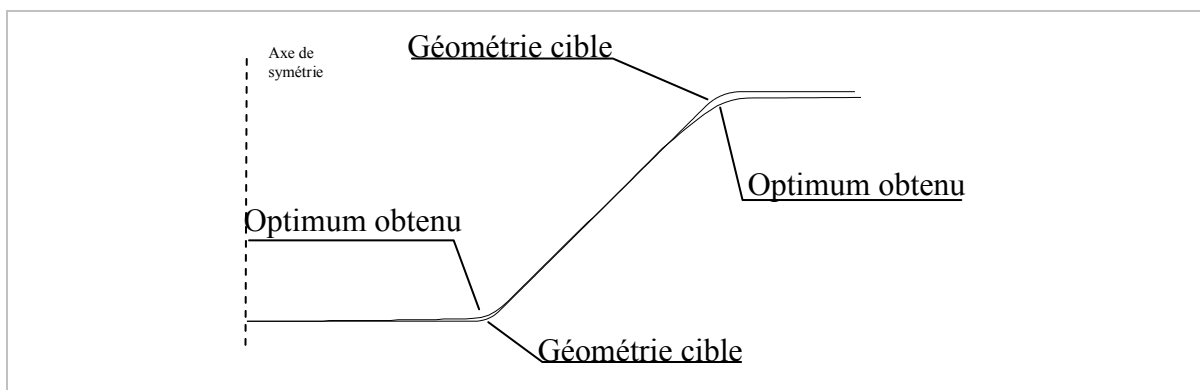 Géométrie cible
Axe de
symétrie
Optimum obtenu
Optimum obtenu
Géométrie cible